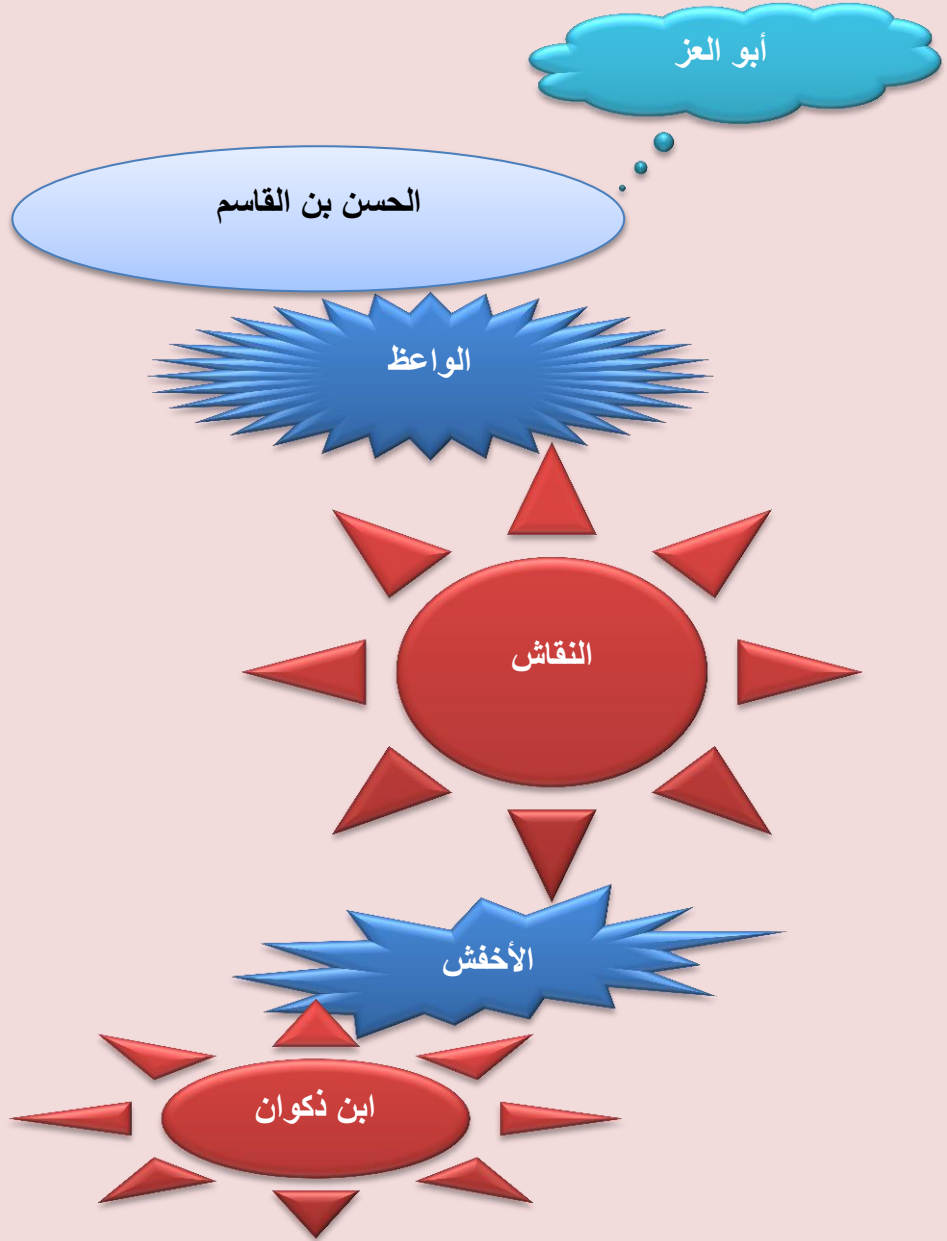 أبو العز
الحسن بن القاسم
الواعظ
النقاش
الأخفش
ابن ذكوان